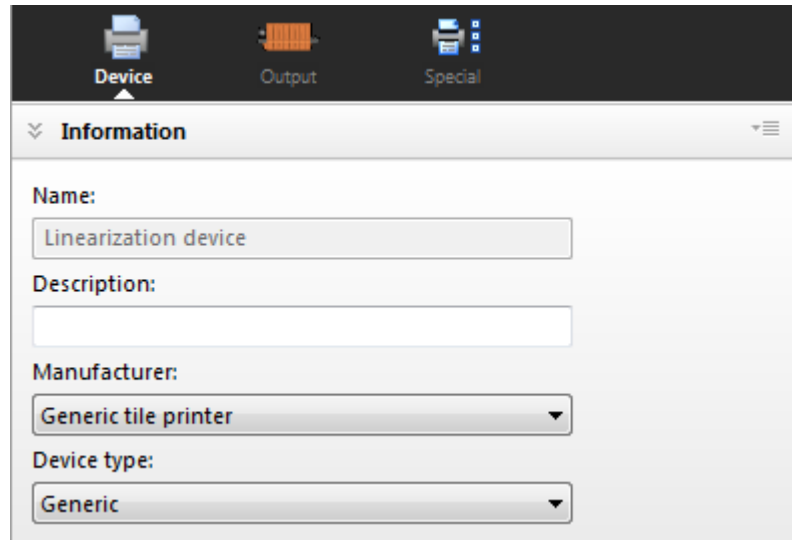 Device Output Special
Information
Name:
Linearization device
Description:
Manufacturer:
Generic tile printer
Device type:
Generic